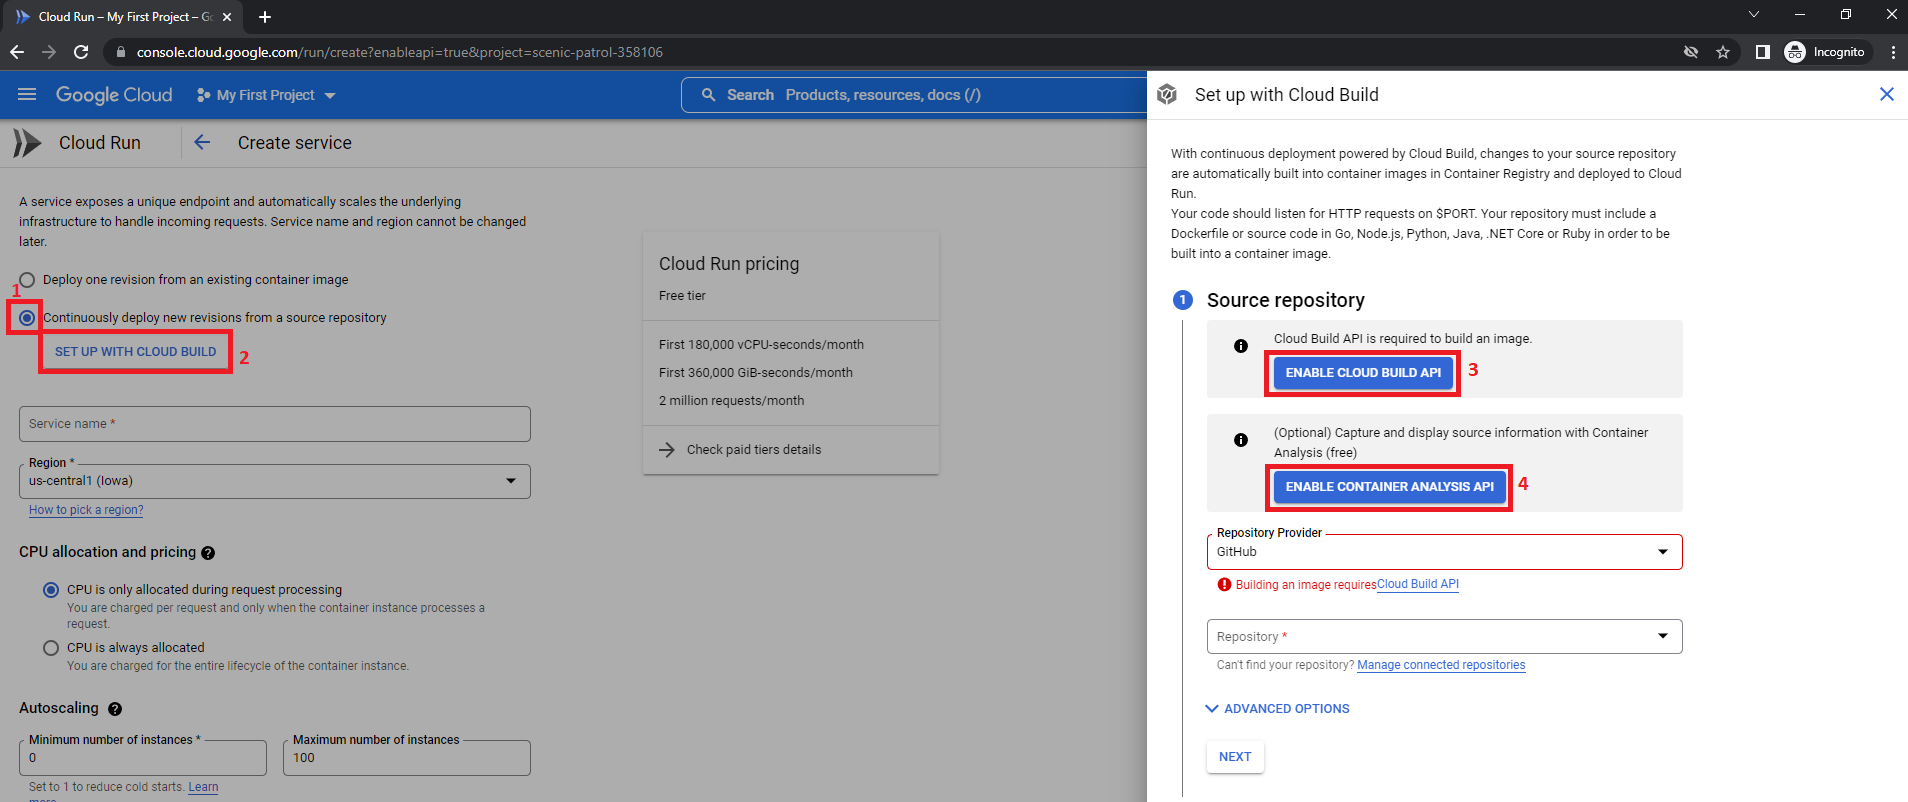 Cloud Run – My First Project – Go
console.cloud.google.com/run/create?enableapi=true&project=scenic-patrol-358106
Incognito
Google Cloud
My First Project
Search Products, resources, docs (/)
Cloud Run
Create service
A service exposes a unique endpoint and automatically scales the underlying
infrastructure to handle incoming requests. Service name and region cannot be changed
later.
Deploy one revision from an existing container image
1
Continuously deploy new revisions from a source repository
SET UP WITH CLOUD BUILD
2
Service name *
Region *
us-central1 (Iowa)
How to pick a region?
CPU allocation and pricing
CPU is only allocated during request processing
You are charged per request and only when the container instance processes a
request.
CPU is always allocated
You are charged for the entire lifecycle of the container instance.
Autoscaling
Minimum number of instances *
0
Maximum number of instances
100
Set to 1 to reduce cold starts. Learn
more
Cloud Run pricing
Free tier
First 180,000 vCPU-seconds/month
First 360,000 GiB-seconds/month
2 million requests/month
Check paid tiers details
Set up with Cloud Build
With continuous deployment powered by Cloud Build, changes to your source repository
are automatically built into container images in Container Registry and deployed to Cloud
Run.
Your code should listen for HTTP requests on $PORT. Your repository must include a
Dockerfile or source code in Go, Node.js, Python, Java, .NET Core or Ruby in order to be
built into a container image.
1 Source repository
Cloud Build API is required to build an image.
ENABLE CLOUD BUILD API
3
(Optional) Capture and display source information with Container
Analysis (free)
ENABLE CONTAINER ANALYSIS API
4
Repository Provider
GitHub
Building an image requires Cloud Build API
Repository *
Can't find your repository? Manage connected repositories
ADVANCED OPTIONS
NEXT